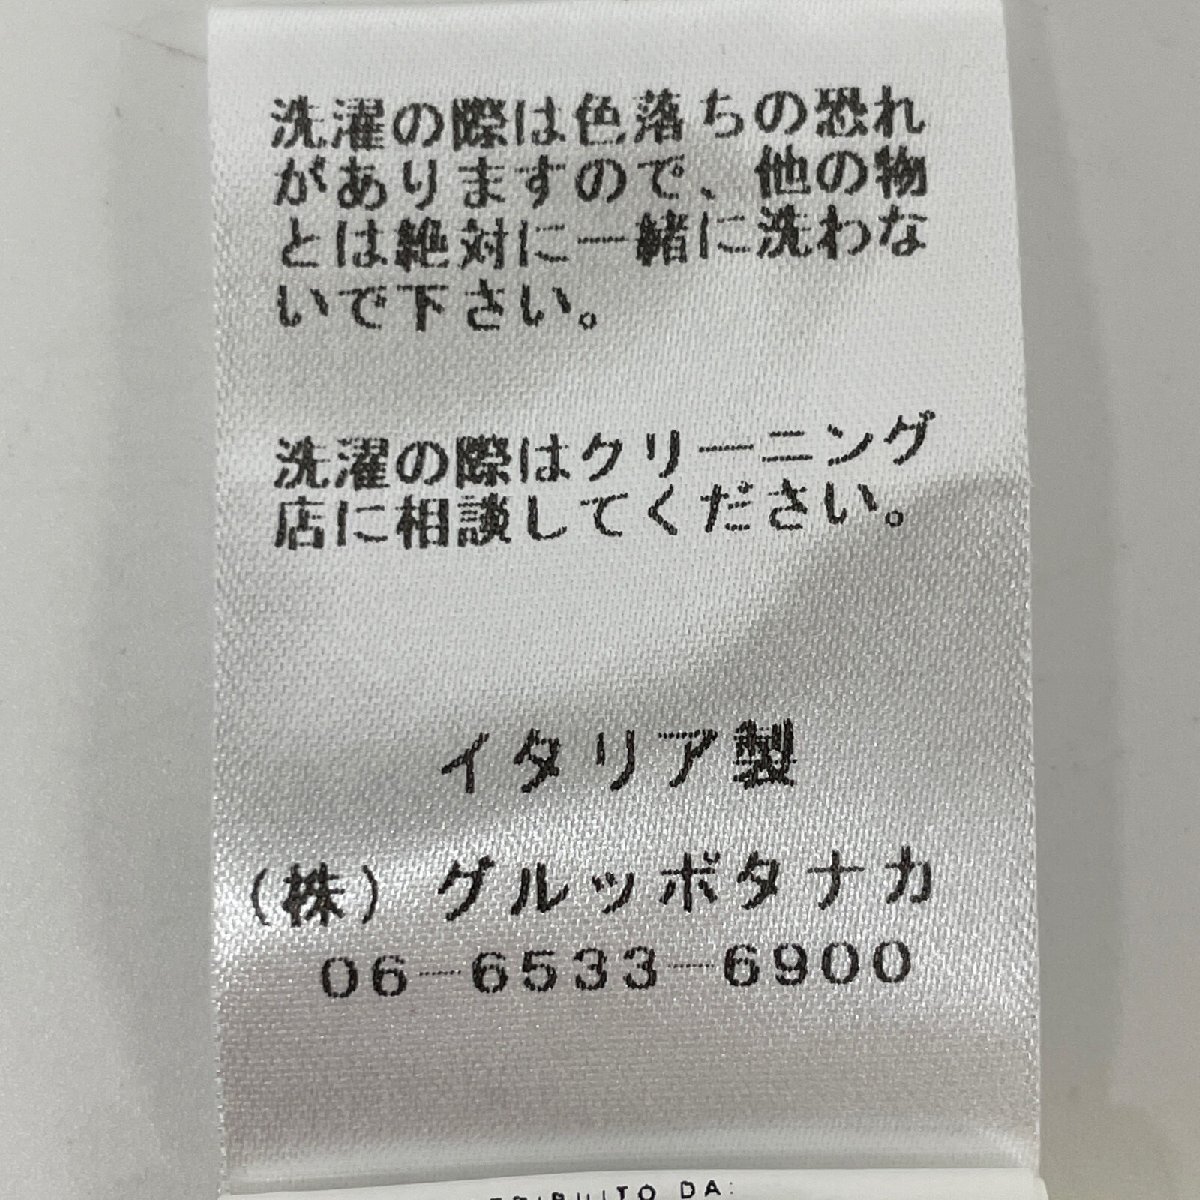 洗濯の際は色落ちの恐れ
がありますので、他の物
とは絶対に一緒に洗わな
いで下さい。
洗濯の際はクリーニング
店に相談してください。
イタリア製
（株）グルッポタナカ
06-6533-6900
DA: